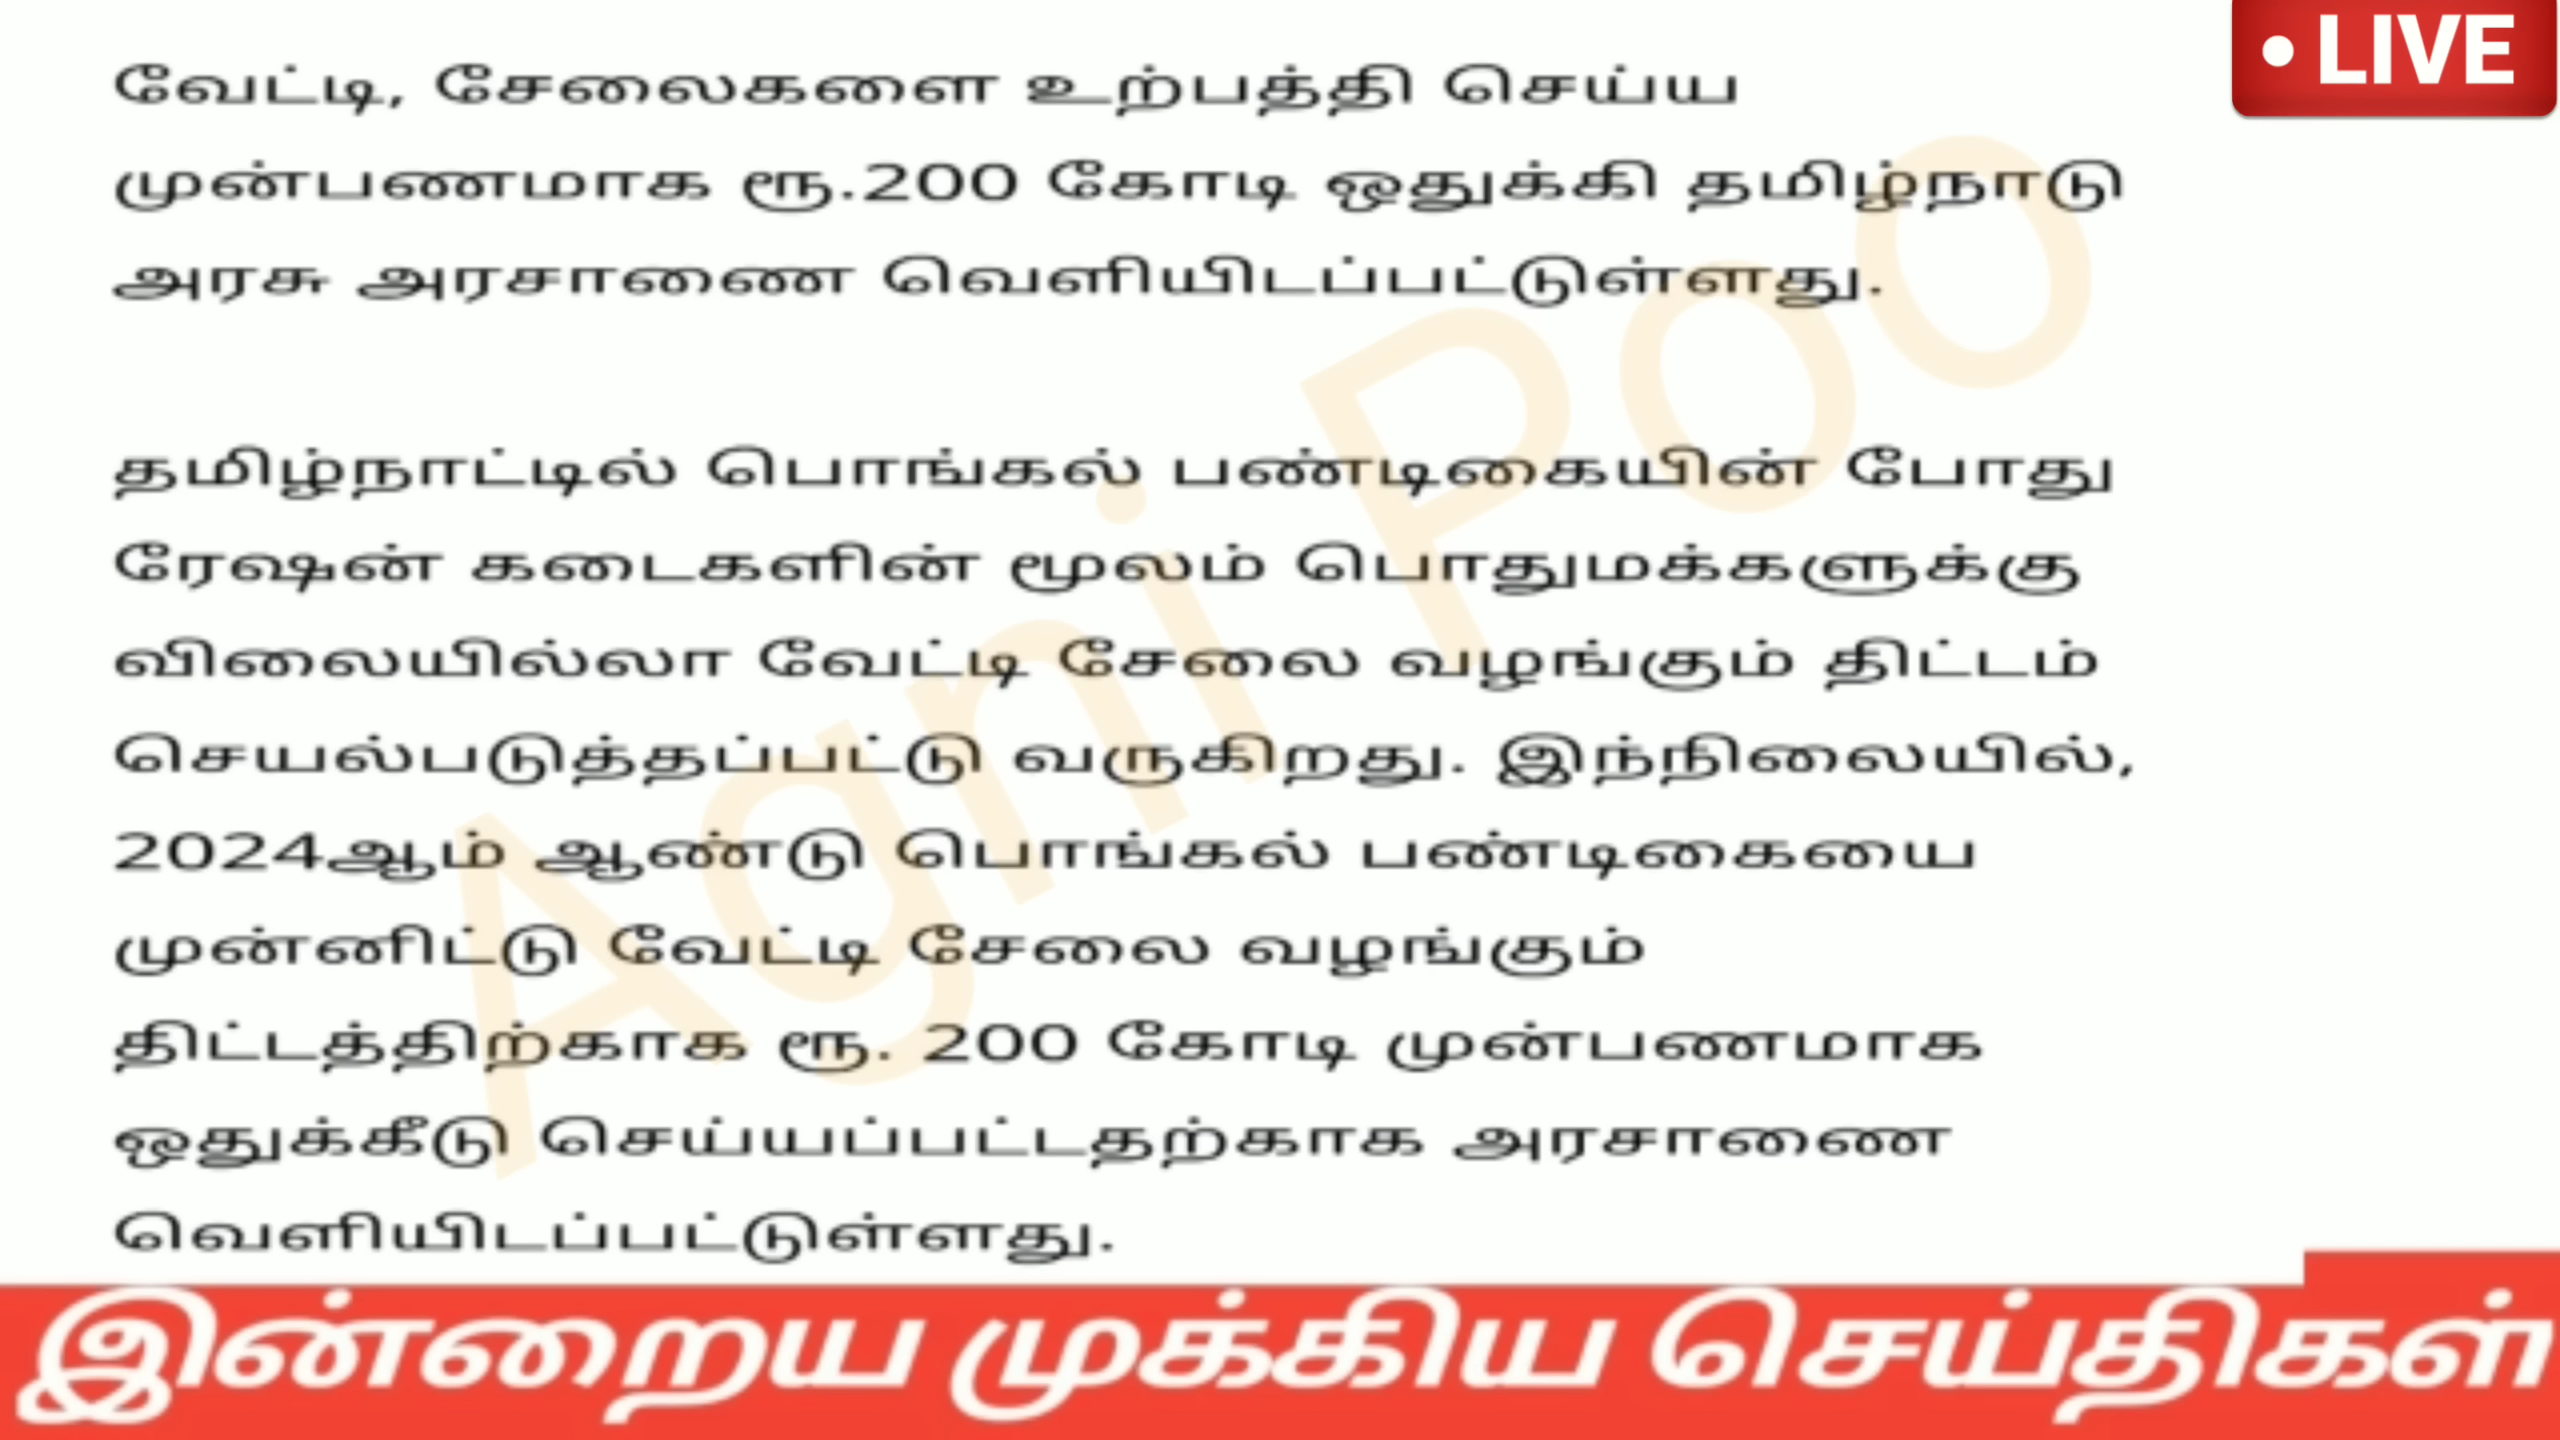 • LIVE
வேட்டி, சேலைகளை உற்பத்தி செய்ய
முன்பணமாக ரூ.200 கோடி ஒதுக்கி தமிழ்நாடு
அரசு அரசாணை வெளியிடப்பட்டுள்ளது.
தமிழ்நாட்டில் பொங்கல் பண்டிகையின் போது
ரேஷன் கடைகளின் மூலம் பொதுமக்களுக்கு
விலையில்லா வேட்டி சேலை வழங்கும் திட்டம்
செயல்படுத்தப்பட்டு வருகிறது. இந்நிலையில்,
2024ஆம் ஆண்டு பொங்கல் பண்டிகையை
முன்னிட்டு வேட்டி சேலை வழங்கும்
திட்டத்திற்காக ரூ. 200 கோடி முன்பணமாக
ஒதுக்கீடு செய்யப்பட்டதற்காக அரசாணை
வெளியிடப்பட்டுள்ளது.
Agni Poo
இன்றைய முக்கிய செய்திகள்